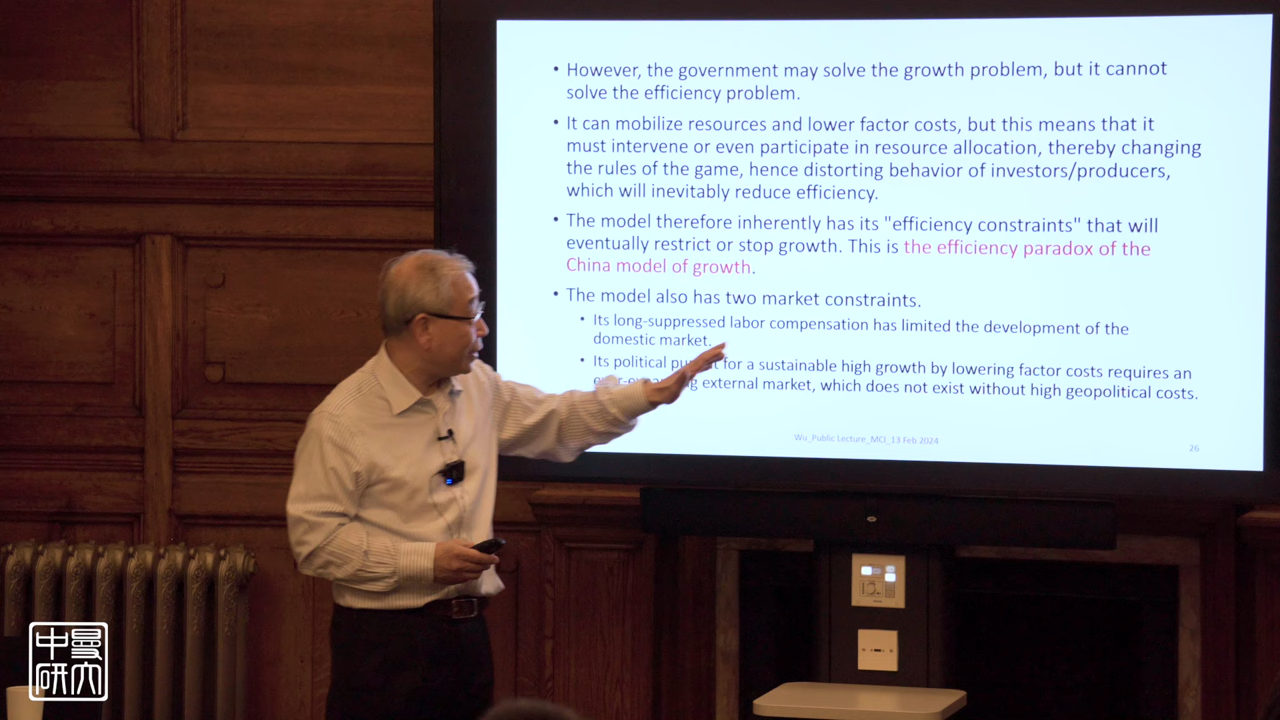 • However, the government may solve the growth problem, but it cannot
solve the efficiency problem.
• It can mobilize resources and lower factor costs, but this means that it
must intervene or even participate in resource allocation, thereby changing
the rules of the game, hence distorting behavior of investors/producers,
which will inevitably reduce efficiency.
• The model therefore inherently has its "efficiency constraints" that will
eventually restrict or stop growth. This is the efficiency paradox of the
China model of growth.
• The model also has two market constraints.
• Its long-suppressed labor compensation has limited the development of the
domestic market.
• Its political for a sustainable high growth by lowering factor costs requires an
external market, which does not exist without high geopolitical costs.
Wu_Public Lecture_MCI_13 Feb 2024
26
中曼
研